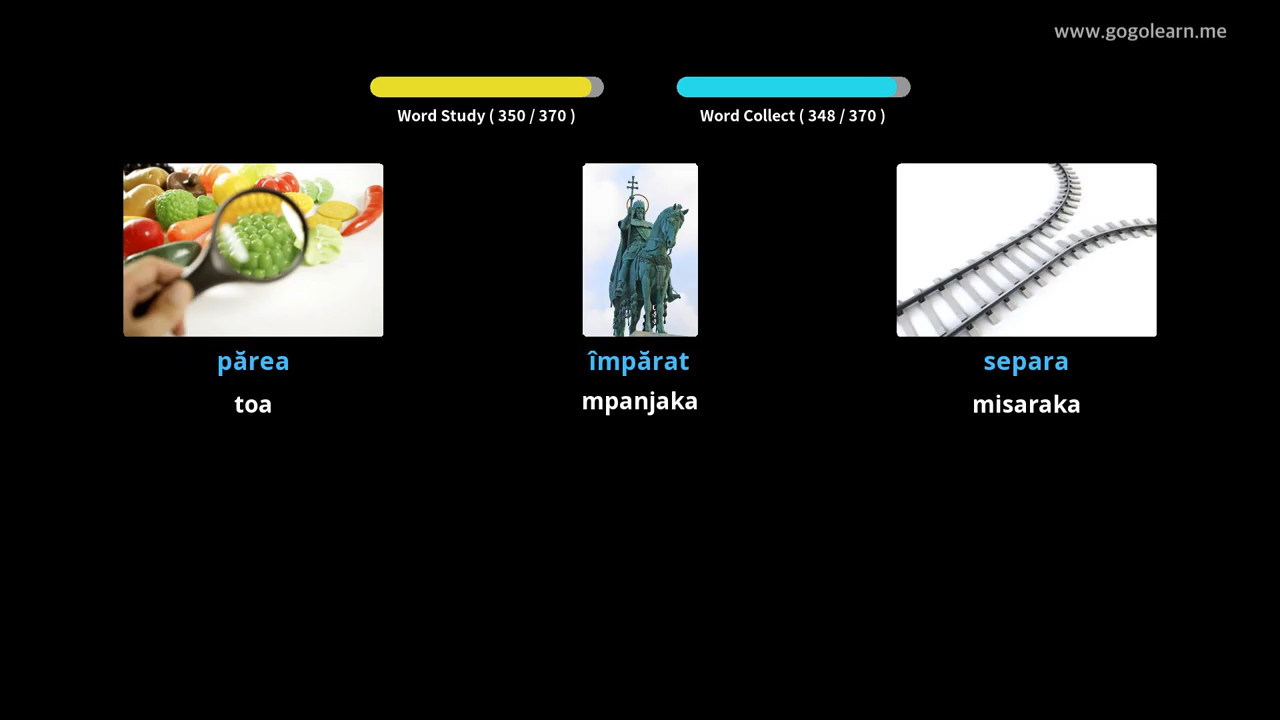 www.gogolearn.me
Word Study ( 350 / 370 )
Word Collect ( 348 / 370 )
părea
împărat
separa
toa
mpanjaka
misaraka